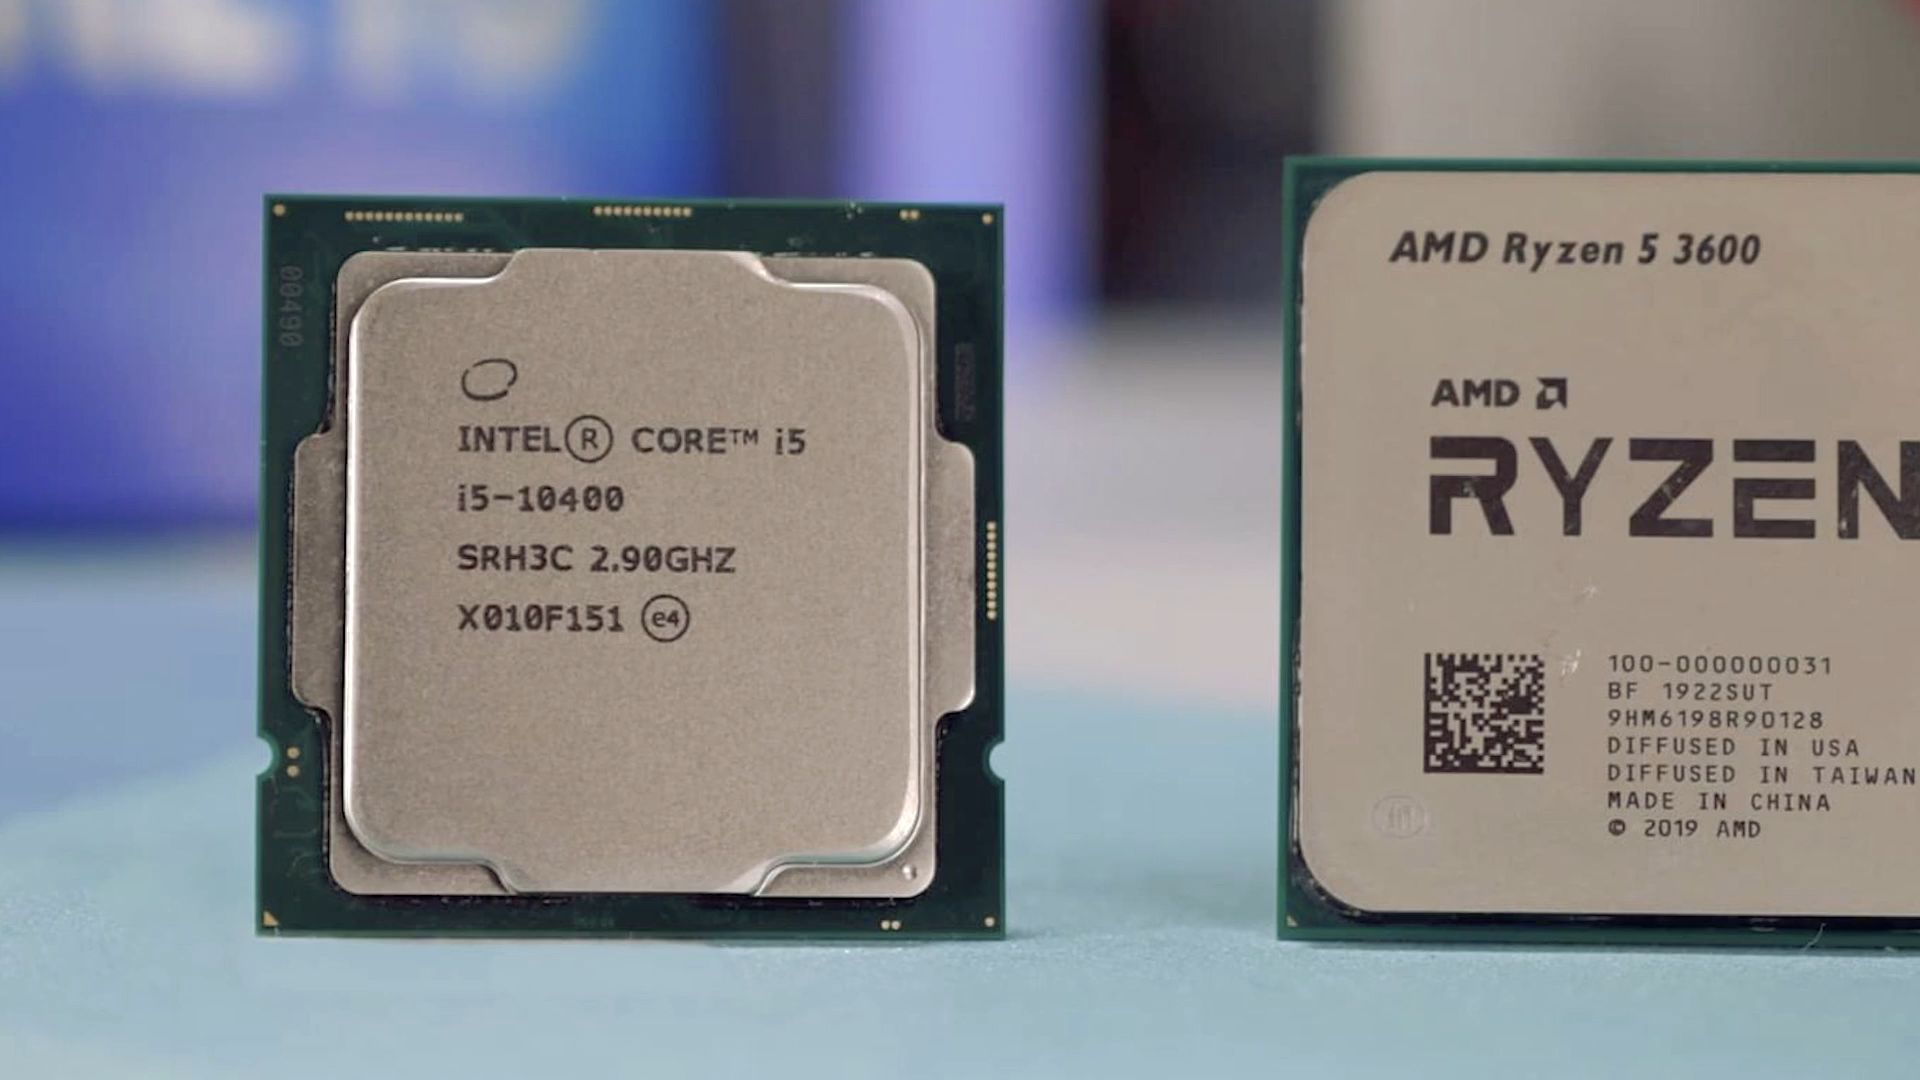 00490
INTEL® CORE™ i5
i5-10400
SRH3C 2.90GHZ
X010F151 e4
AMD Ryzen 5 3600
AMD
RYZEN
100-000000031
BF 1922SUT
9HM6198R90128
DIFFUSED IN USA
DIFFUSED IN TAIWAN
MADE IN CHINA
© 2019 AMD